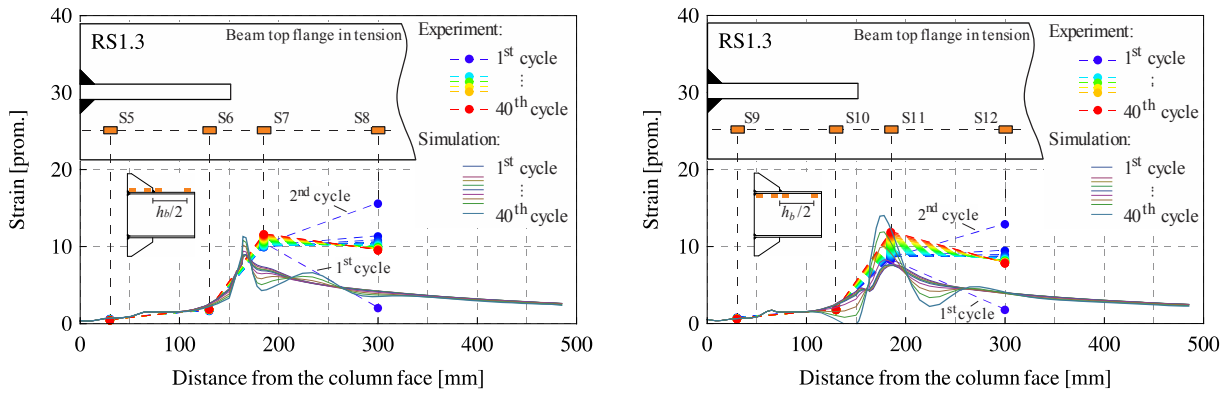 40
30
20
10
0
Strain [prom.]
RS1.3
Beam top flange in tension
S5
S6
S7
S8
Experiment:
1st cycle
⋮
40th cycle
Simulation:
1st cycle
⋮
40th cycle
hb/2
2nd cycle
1st cycle
0
100
200
300
400
500
Distance from the column face [mm]
40
30
20
10
0
Strain [prom.]
RS1.3
Beam top flange in tension
S9
S10
S11
S12
Experiment:
1st cycle
⋮
40th cycle
Simulation:
1st cycle
⋮
40th cycle
hb/2
2nd cycle
1st cycle
0
100
200
300
400
500
Distance from the column face [mm]